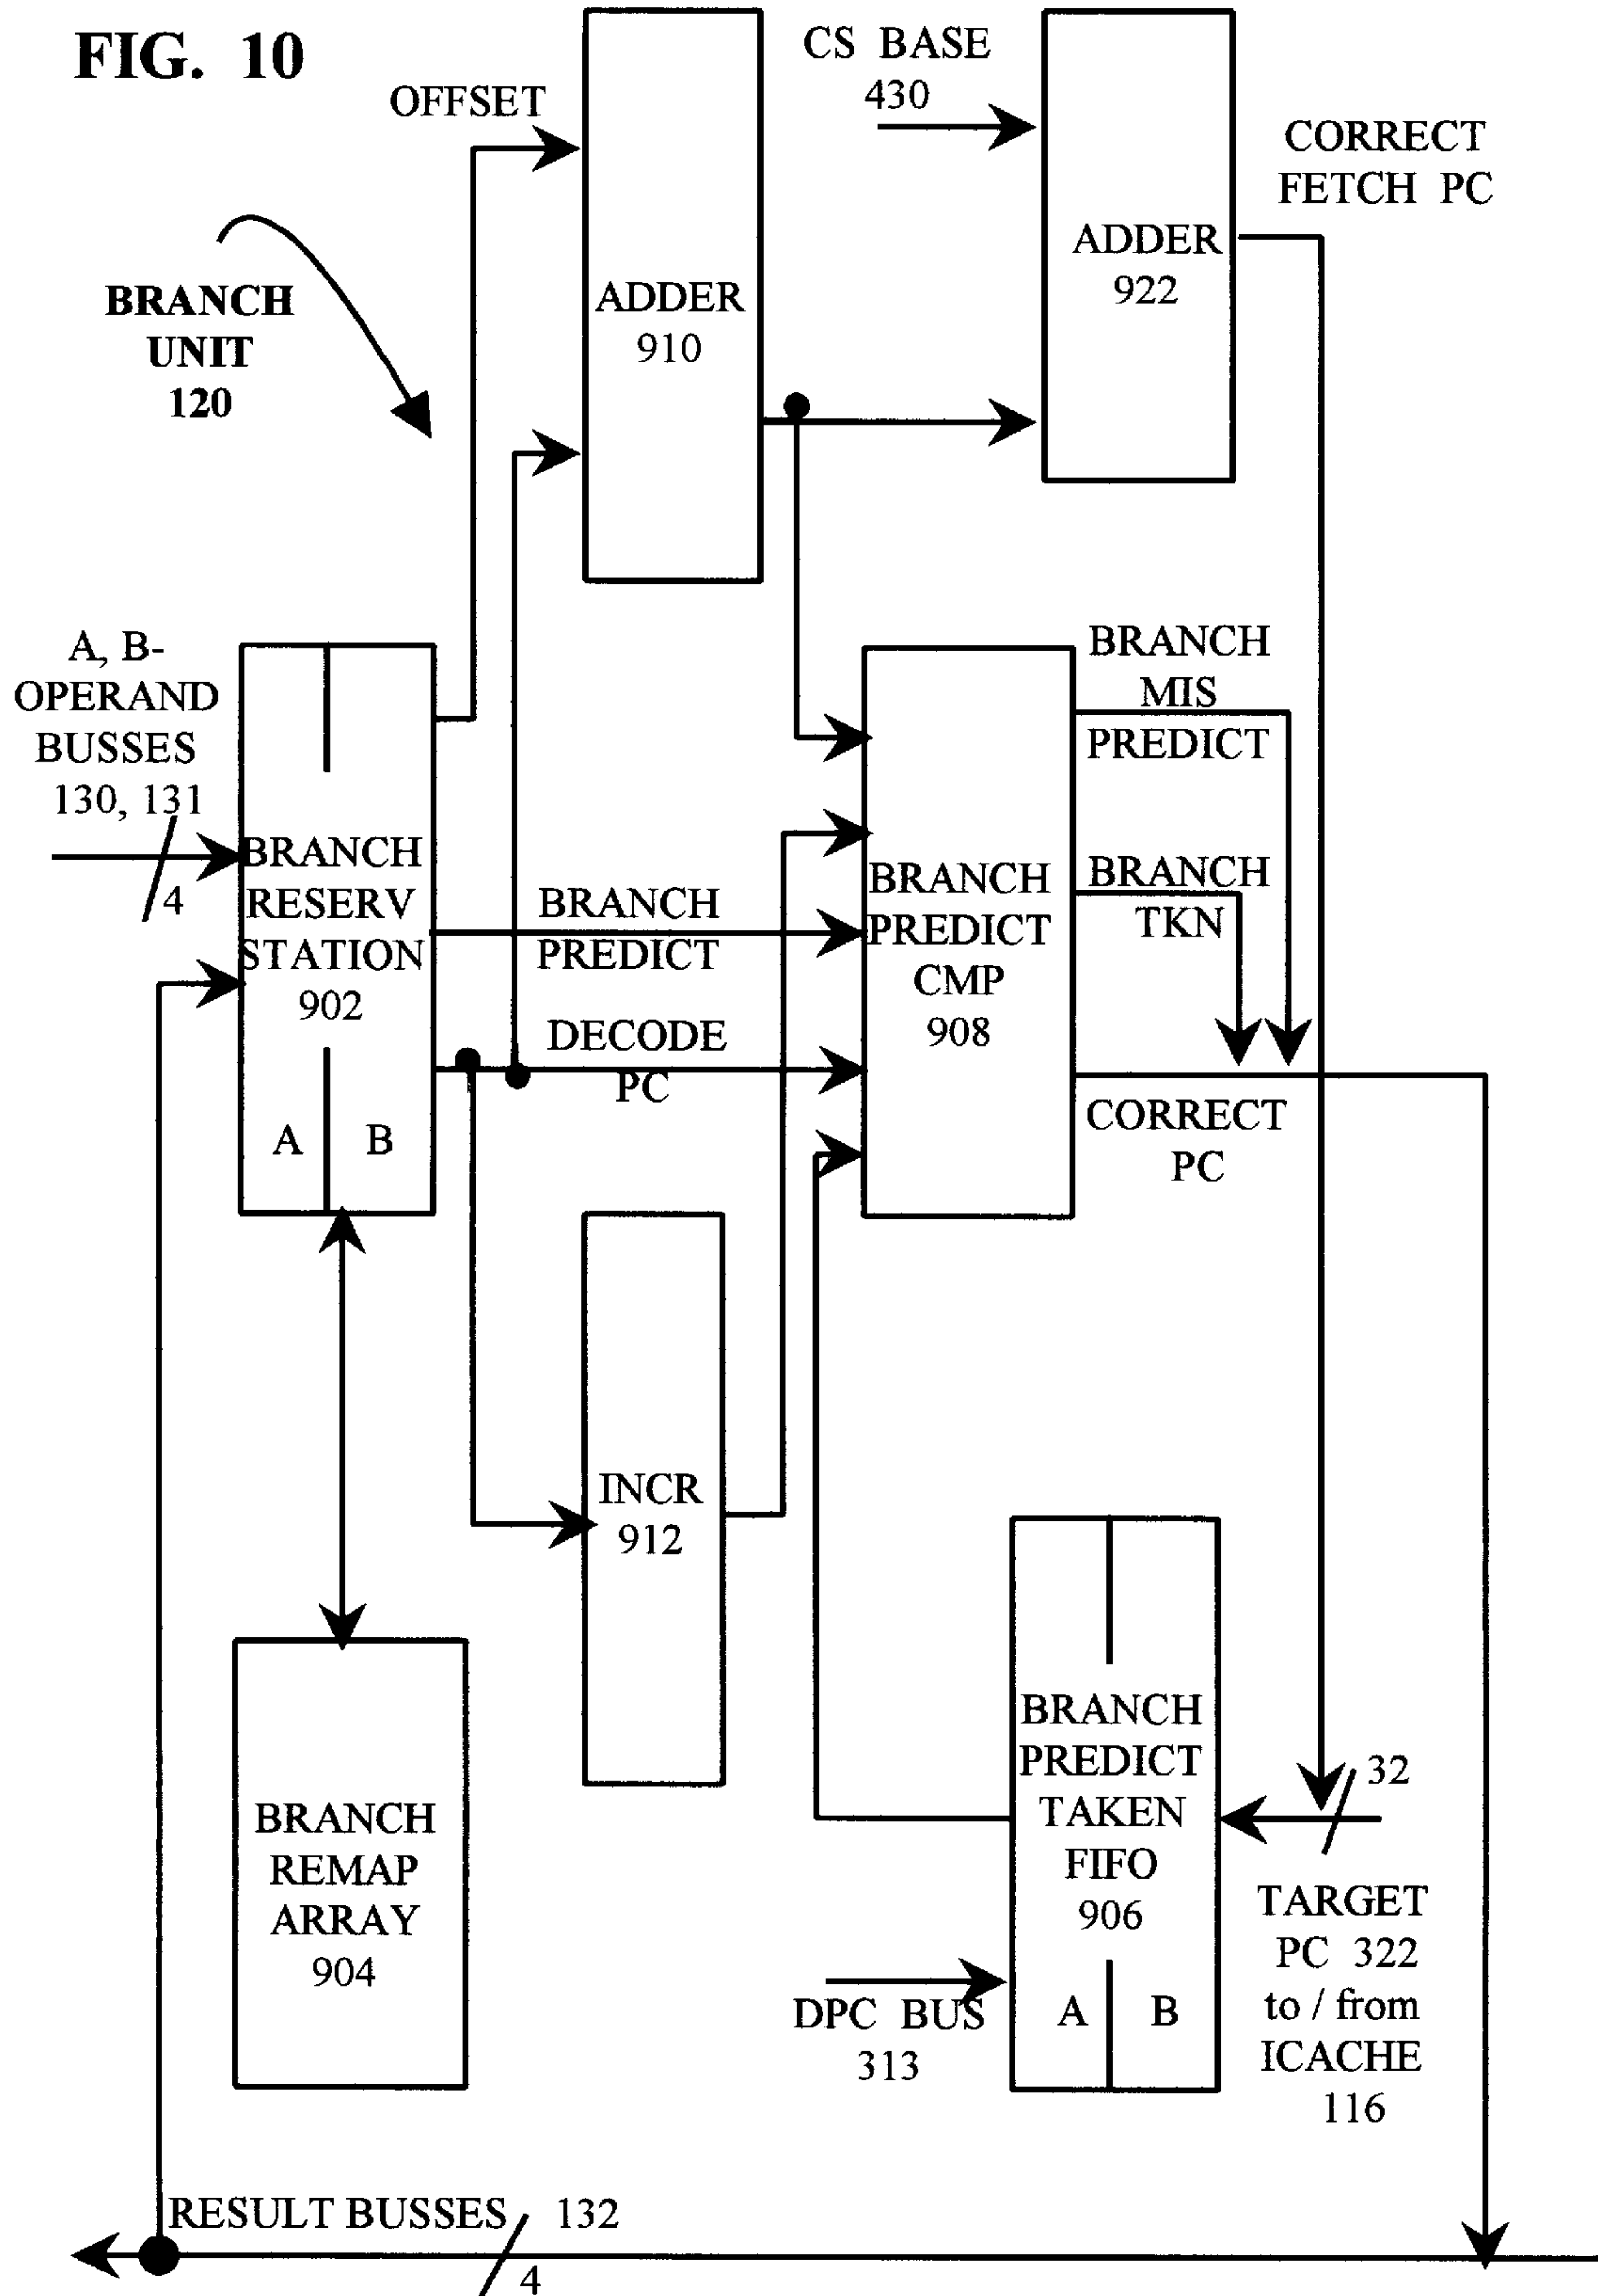 FIG. 10
OFFSET
CS BASE
430
CORRECT
FETCH PC
ADDER
922
BRANCH
UNIT
120
ADDER
910
A, B-
OPERAND
BUSSES
130, 131
4
BRANCH
RESERV
STATION
902
A B
BRANCH
PREDICT
DECODE
PC
BRANCH
PREDICT
CMP
908
BRANCH
MIS
PREDICT
BRANCH
TKN
CORRECT
PC
INCR
912
BRANCH
REMAP
ARRAY
904
BRANCH
PREDICT
TAKEN
FIFO
906
A B
32
TARGET
PC 322
to / from
ICACHE
116
DPC BUS
313
RESULT BUSSES 132
4